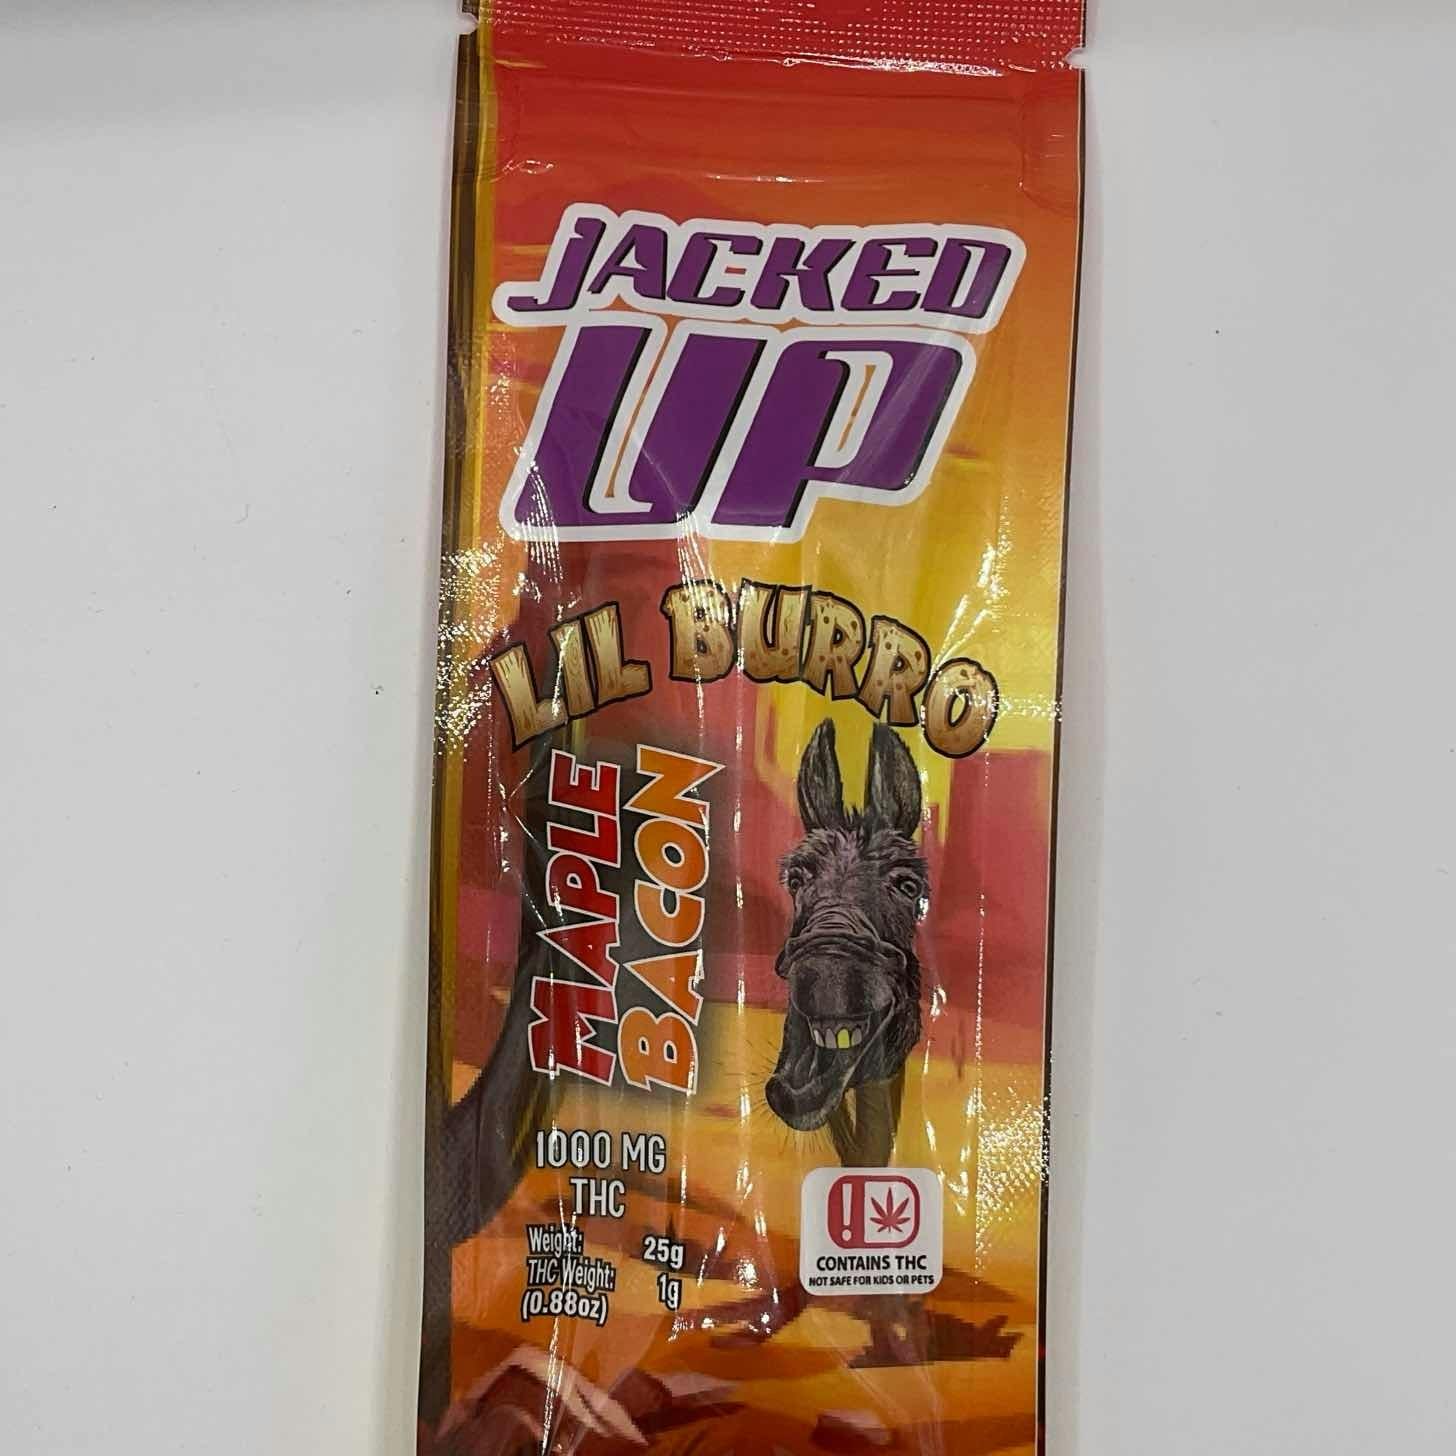 JACKED
UP
LIL BURRO
MAPLE
BACON
1000 MG
THC
Weight: 25g
THC Weight: 1g
(0.88oz)
CONTAINS THC
NOT SAFE FOR KIDS OR PETS